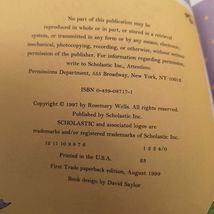 No part of this publication may be
reproduced in whole or in part, or stored in a retrieval
system, or transmitted in any form or by any means, electronic,
mechanical, photocopying, recording, or otherwise, without written
permission of the publisher. For information regarding permission,
write to Scholastic Inc., Attention:
Permissions Department, 555 Broadway, New York, NY 10012.
ISBN 0-439-08717-1
Copyright © 1997 by Rosemary Wells. All rights reserved.
Published by Scholastic Inc.
SCHOLASTIC and associated logos are
trademarks and/or registered trademarks of Scholastic Inc.
12 11 10 9 8 7 6
Printed in the U.S.A.
23
First Trade paperback edition, August 1999
Book design by David Saylor